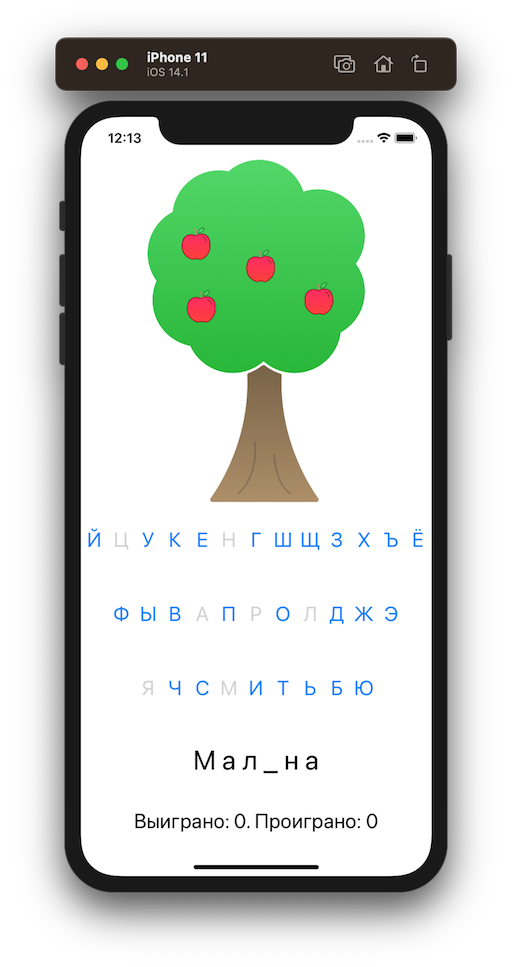 iPhone 11
iOS 14.1
12:13
Й Ц У К Е Н Г Ш Щ З Х Ъ Ё
Ф Ы В А П Р О Л Д Ж Э
Я Ч С М И Т Ь Б Ю
М а л _ н а
Выиграно: 0. Проиграно: 0